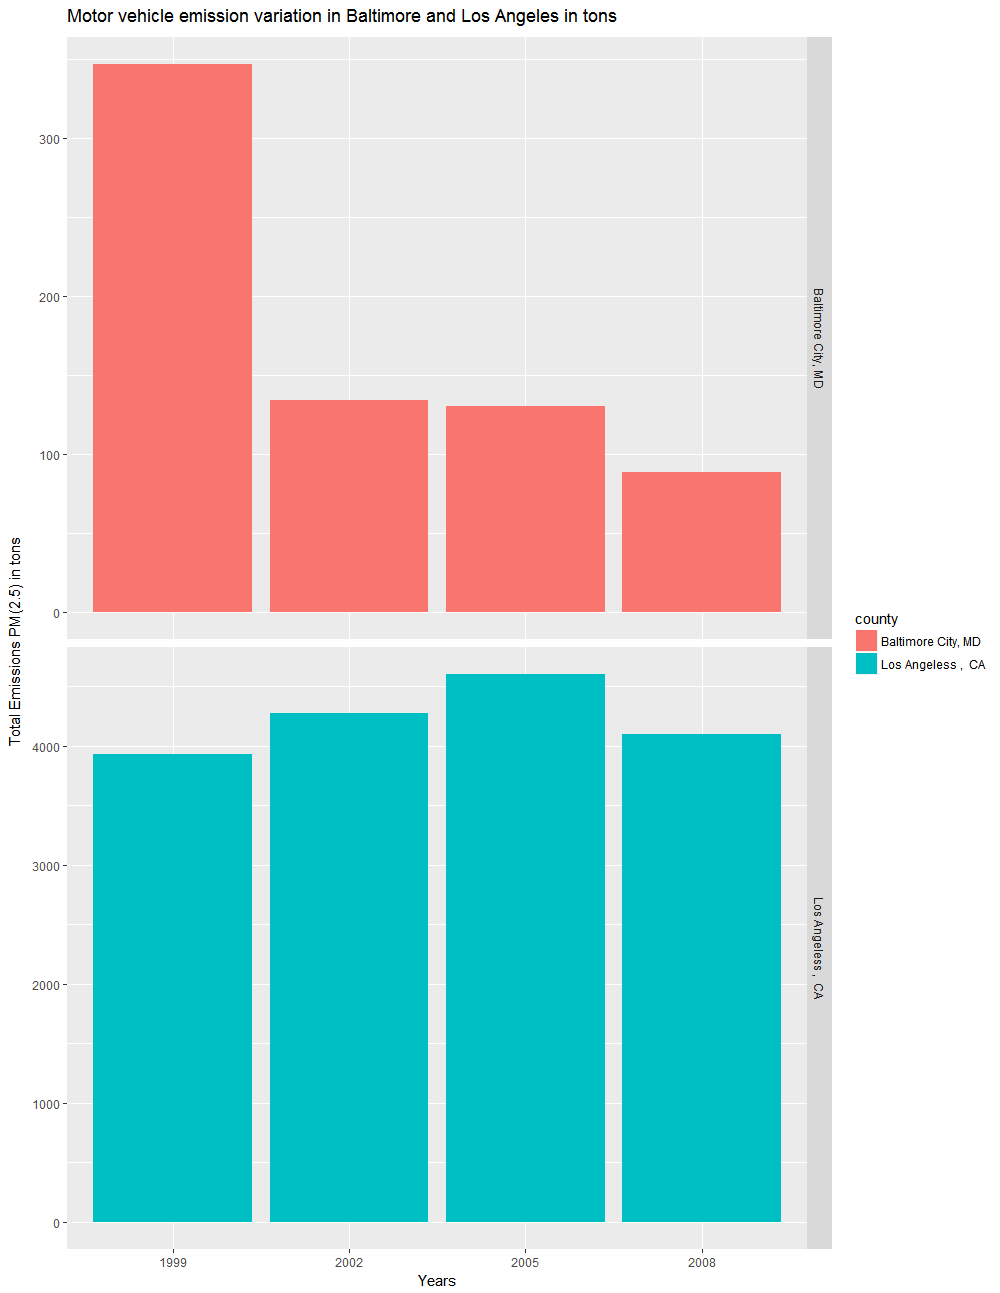 Motor vehicle emission variation in Baltimore and Los Angeles in tons
Total Emissions PM(2.5) in tons
300
200
100
0
Baltimore City, MD
4000
3000
2000
1000
0
Los Angeless ,  CA
1999 2002 2005 2008
Years
county
Baltimore City, MD
Los Angeless ,  CA